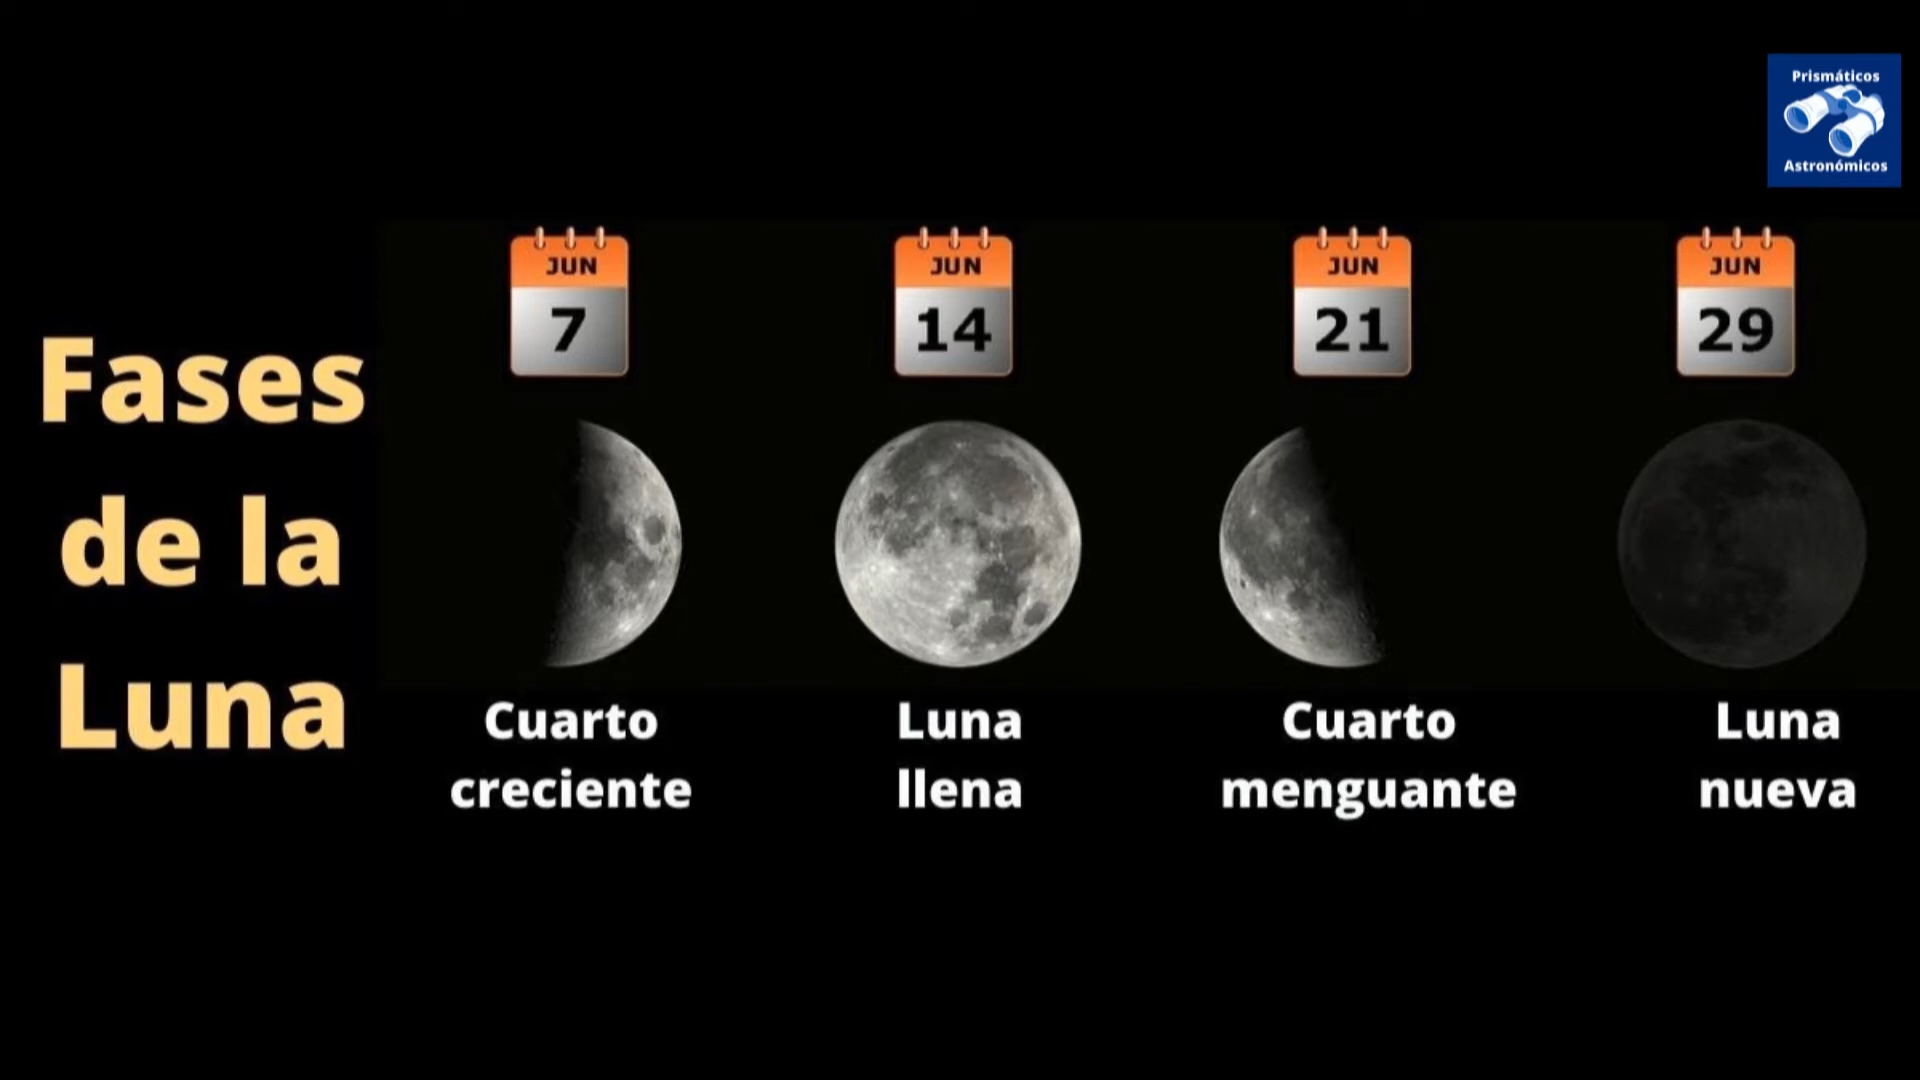 Prismáticos
Astronómicos
Fases
de la
Luna
JUN
7
Cuarto
creciente
JUN
14
Luna
llena
JUN
21
Cuarto
menguante
JUN
29
Luna
nueva